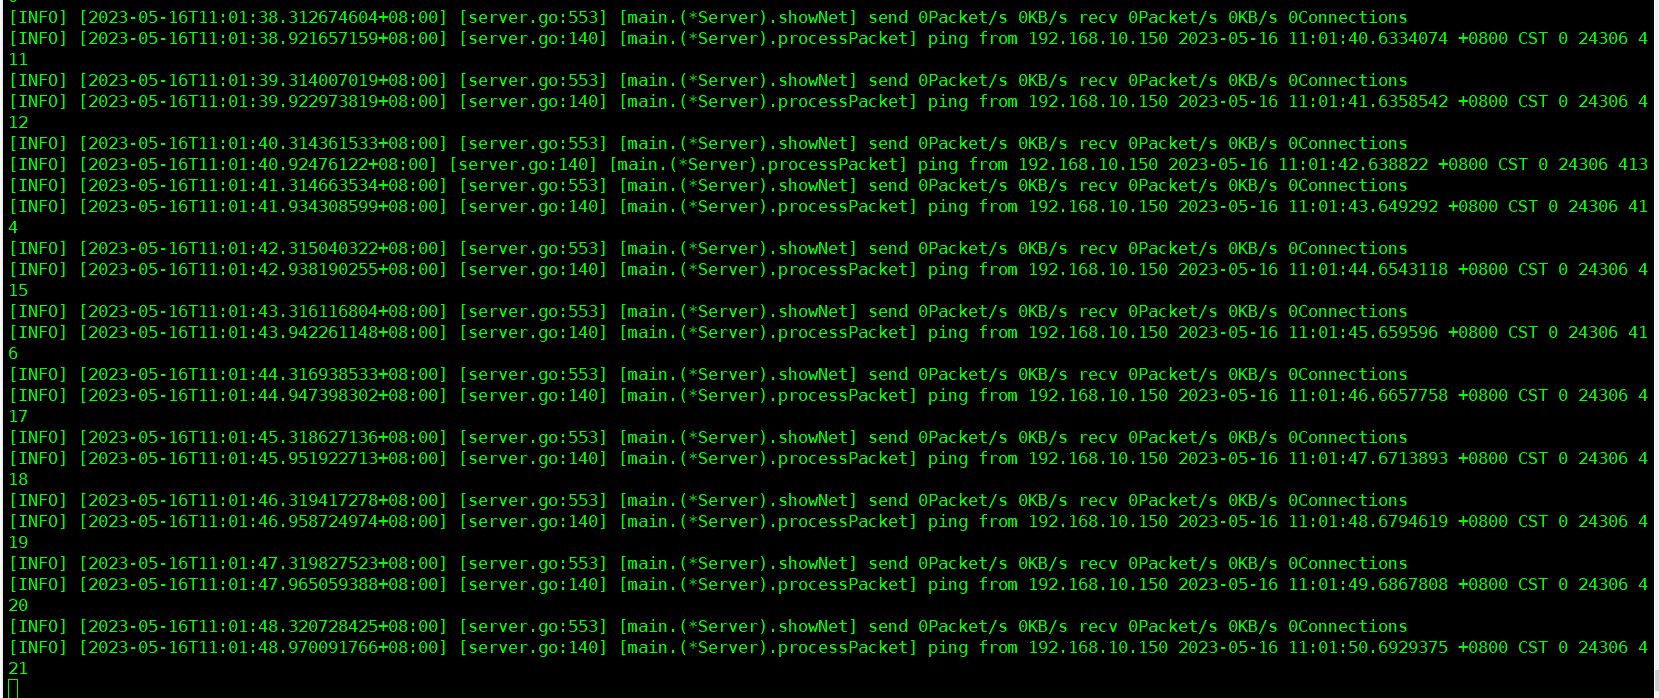 [INFO] [2023-05-16T11:01:38.312674604+08:00] [server.go:553] [main.(*Server).showNet] send 0Packet/s 0KB/s recv 0Packet/s 0KB/s 0Connections
[INFO] [2023-05-16T11:01:38.921657159+08:00] [server.go:140] [main.(*Server).processPacket] ping from 192.168.10.150 2023-05-16 11:01:40.6334074 +0800 CST 0 24306 4
11
[INFO] [2023-05-16T11:01:39.314007019+08:00] [server.go:553] [main.(*Server).showNet] send 0Packet/s 0KB/s recv 0Packet/s 0KB/s 0Connections
[INFO] [2023-05-16T11:01:39.922973819+08:00] [server.go:140] [main.(*Server).processPacket] ping from 192.168.10.150 2023-05-16 11:01:41.6358542 +0800 CST 0 24306 4
12
[INFO] [2023-05-16T11:01:40.314361533+08:00] [server.go:553] [main.(*Server).showNet] send 0Packet/s 0KB/s recv 0Packet/s 0KB/s 0Connections
[INFO] [2023-05-16T11:01:40.92476122+08:00] [server.go:140] [main.(*Server).processPacket] ping from 192.168.10.150 2023-05-16 11:01:42.638822 +0800 CST 0 24306 413
[INFO] [2023-05-16T11:01:41.314663534+08:00] [server.go:553] [main.(*Server).showNet] send 0Packet/s 0KB/s recv 0Packet/s 0KB/s 0Connections
[INFO] [2023-05-16T11:01:41.934308599+08:00] [server.go:140] [main.(*Server).processPacket] ping from 192.168.10.150 2023-05-16 11:01:43.649292 +0800 CST 0 24306 41
4
[INFO] [2023-05-16T11:01:42.315040322+08:00] [server.go:553] [main.(*Server).showNet] send 0Packet/s 0KB/s recv 0Packet/s 0KB/s 0Connections
[INFO] [2023-05-16T11:01:42.938190255+08:00] [server.go:140] [main.(*Server).processPacket] ping from 192.168.10.150 2023-05-16 11:01:44.6543118 +0800 CST 0 24306 4
15
[INFO] [2023-05-16T11:01:43.316116804+08:00] [server.go:553] [main.(*Server).showNet] send 0Packet/s 0KB/s recv 0Packet/s 0KB/s 0Connections
[INFO] [2023-05-16T11:01:43.942261148+08:00] [server.go:140] [main.(*Server).processPacket] ping from 192.168.10.150 2023-05-16 11:01:45.659596 +0800 CST 0 24306 41
6
[INFO] [2023-05-16T11:01:44.316938533+08:00] [server.go:553] [main.(*Server).showNet] send 0Packet/s 0KB/s recv 0Packet/s 0KB/s 0Connections
[INFO] [2023-05-16T11:01:44.947398302+08:00] [server.go:140] [main.(*Server).processPacket] ping from 192.168.10.150 2023-05-16 11:01:46.6657758 +0800 CST 0 24306 4
17
[INFO] [2023-05-16T11:01:45.318627136+08:00] [server.go:553] [main.(*Server).showNet] send 0Packet/s 0KB/s recv 0Packet/s 0KB/s 0Connections
[INFO] [2023-05-16T11:01:45.951922713+08:00] [server.go:140] [main.(*Server).processPacket] ping from 192.168.10.150 2023-05-16 11:01:47.6713893 +0800 CST 0 24306 4
18
[INFO] [2023-05-16T11:01:46.319417278+08:00] [server.go:553] [main.(*Server).showNet] send 0Packet/s 0KB/s recv 0Packet/s 0KB/s 0Connections
[INFO] [2023-05-16T11:01:46.958724974+08:00] [server.go:140] [main.(*Server).processPacket] ping from 192.168.10.150 2023-05-16 11:01:48.6794619 +0800 CST 0 24306 4
19
[INFO] [2023-05-16T11:01:47.319827523+08:00] [server.go:553] [main.(*Server).showNet] send 0Packet/s 0KB/s recv 0Packet/s 0KB/s 0Connections
[INFO] [2023-05-16T11:01:47.965059388+08:00] [server.go:140] [main.(*Server).processPacket] ping from 192.168.10.150 2023-05-16 11:01:49.6867808 +0800 CST 0 24306 4
20
[INFO] [2023-05-16T11:01:48.320728425+08:00] [server.go:553] [main.(*Server).showNet] send 0Packet/s 0KB/s recv 0Packet/s 0KB/s 0Connections
[INFO] [2023-05-16T11:01:48.970091766+08:00] [server.go:140] [main.(*Server).processPacket] ping from 192.168.10.150 2023-05-16 11:01:50.6929375 +0800 CST 0 24306 4
21